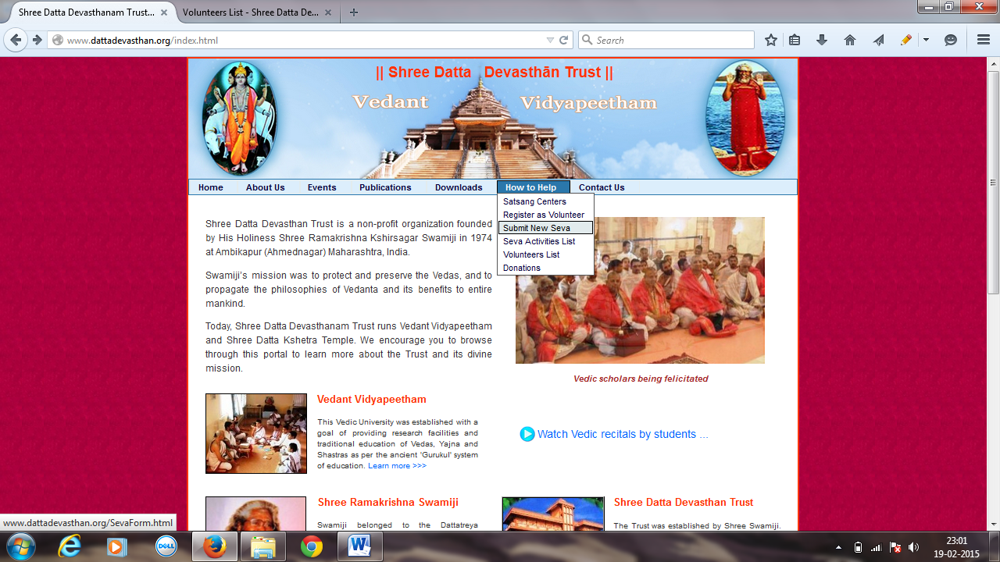 Shree Datta Devasthanam Trust...
Volunteers List - Shree Datta De...
www.dattadevasthan.org/index.html
Search
|| Shree Datta Devasthān Trust ||
Vedant Vidyapeetham
Home About Us Events Publications Downloads How to Help Contact Us
Satsang Centers
Register as Volunteer
Submit New Seva
Seva Activities List
Volunteers List
Donations
Shree Datta Devasthan Trust is a non-profit organization founded
by His Holiness Shree Ramakrishna Kshirsagar Swamiji in 1974
at Ambikapur (Ahmednagar) Maharashtra, India.
Swamiji's mission was to protect and preserve the Vedas, and to
propagate the philosophies of Vedanta and its benefits to entire
mankind.
Today, Shree Datta Devasthanam Trust runs Vedant Vidyapeetham
and Shree Datta Kshetra Temple. We encourage you to browse
through this portal to learn more about the Trust and its divine
mission.
Vedic scholars being felicitated
Vedant Vidyapeetham
This Vedic University was established with a
goal of providing research facilities and
traditional education of Vedas, Yajna and
Shastras as per the ancient 'Gurukul' system
of education. Learn more >>>
Watch Vedic recitals by students ...
Shree Ramakrishna Swamiji
Swamiji belonged to the Dattatreya
Shree Datta Devasthan Trust
The Trust was established by Shree Swamiji.
www.dattadevasthan.org/SevaForm.html
DELL
W
23:01
19-02-2015